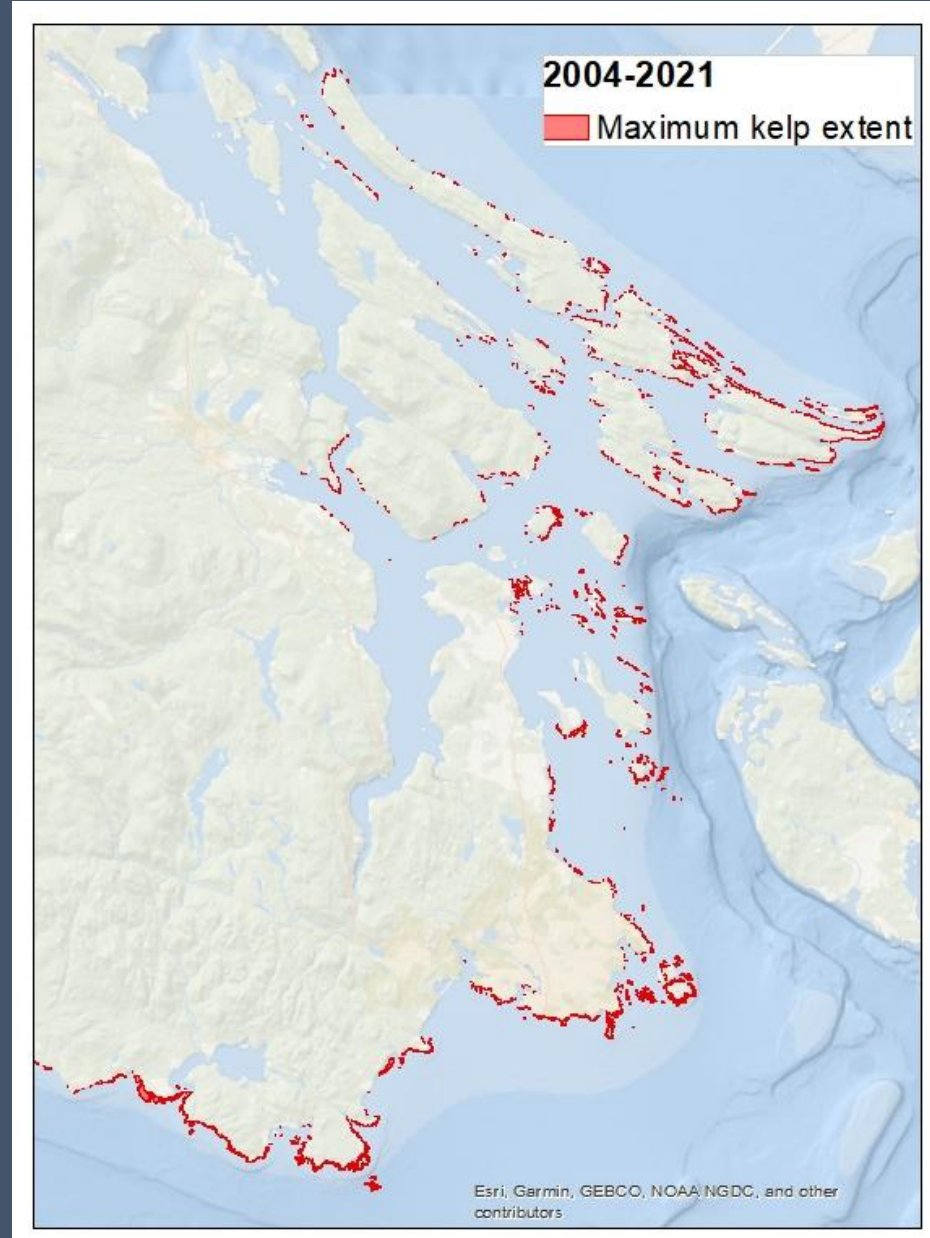 2004-2021
Maximum kelp extent
Esri, Garmin, GEBCO, NOAA NGDC, and other
contributors